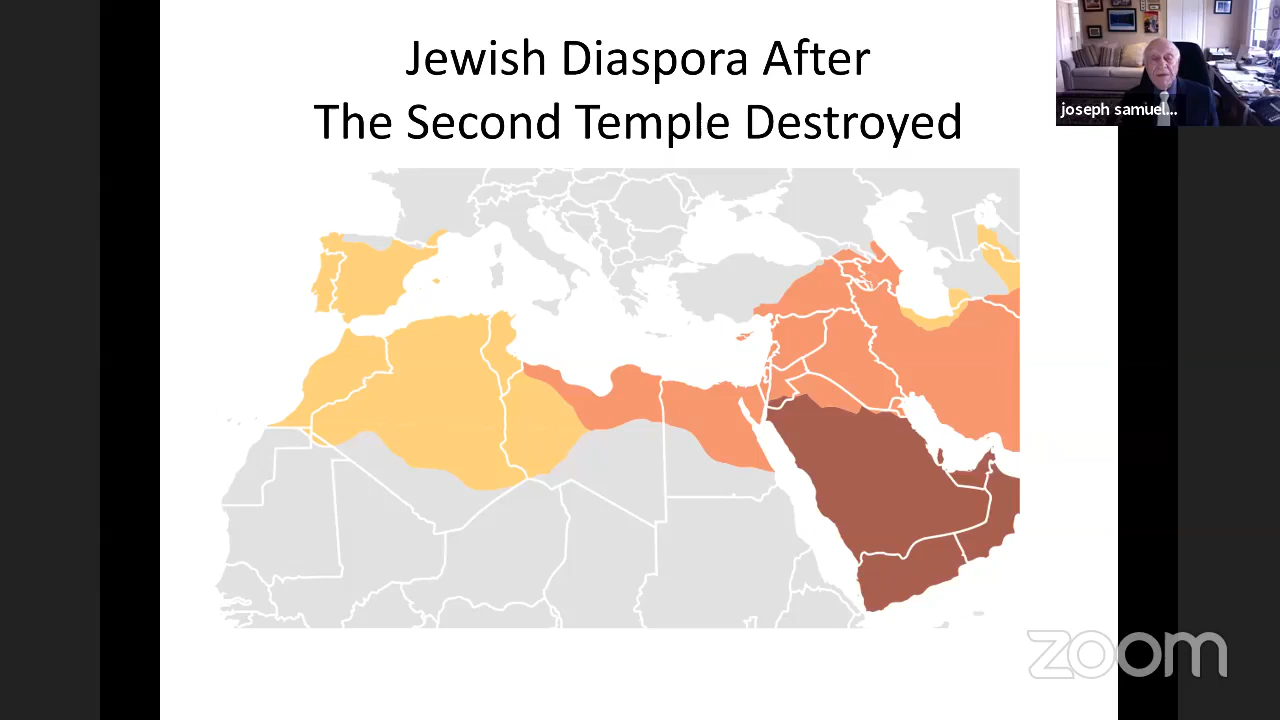 Jewish Diaspora After
The Second Temple Destroyed
joseph samuel...
zoom